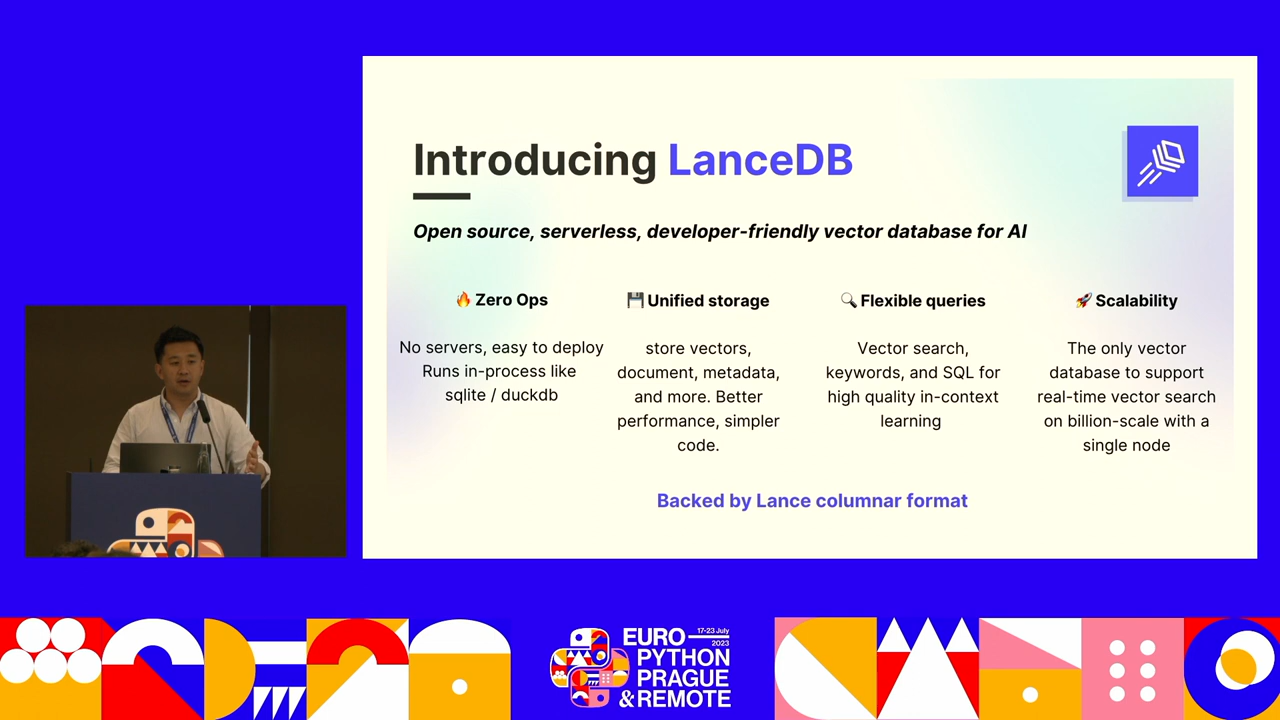 Introducing LanceDB
Open source, serverless, developer-friendly vector database for AI
🔥 Zero Ops
No servers, easy to deploy
Runs in-process like
sqlite / duckdb
💾 Unified storage
store vectors,
document, metadata,
and more. Better
performance, simpler
code.
🔍 Flexible queries
Vector search,
keywords, and SQL for
high quality in-context
learning
🚀 Scalability
The only vector
database to support
real-time vector search
on billion-scale with a
single node
Backed by Lance columnar format
EURO 17-23 July
2023
PYTHON
PRAGUE
& REMOTE